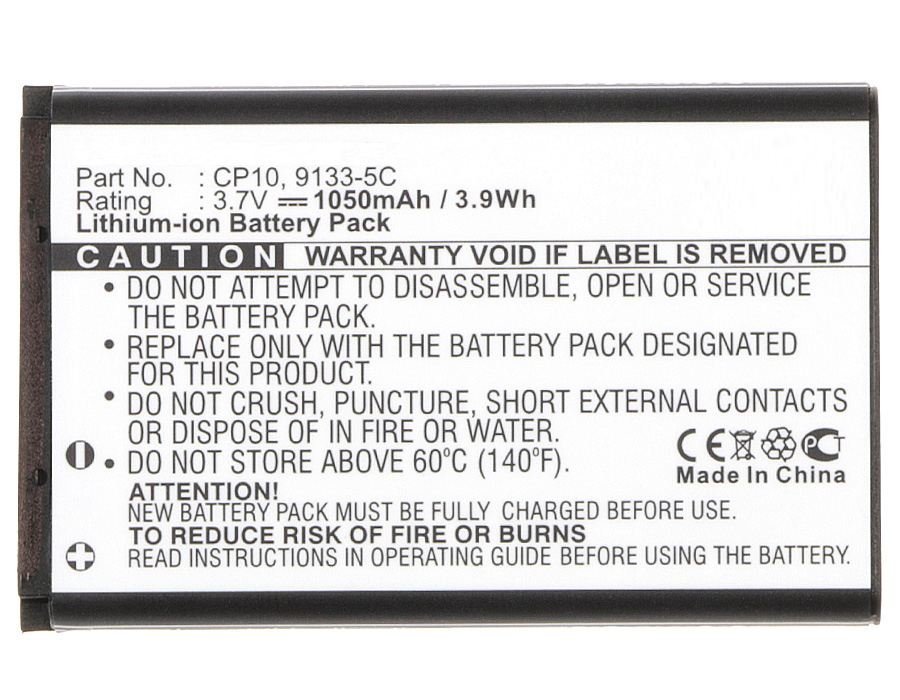 Part No. : CP10, 9133-5C
Rating : 3.7V 1050mAh / 3.9Wh
Lithium-ion Battery Pack
CAUTION WARRANTY VOID IF LABEL IS REMOVED
• DO NOT ATTEMPT TO DISASSEMBLE, OPEN OR SERVICE
THE BATTERY PACK.
• REPLACE ONLY WITH THE BATTERY PACK DESIGNATED
FOR THIS PRODUCT.
• DO NOT CRUSH, PUNCTURE, SHORT EXTERNAL CONTACTS
OR DISPOSE OF IN FIRE OR WATER.
• DO NOT STORE ABOVE 60°C (140°F).
CE PCT
Made In China
ATTENTION!
NEW BATTERY PACK MUST BE FULLY CHARGED BEFORE USE.
TO REDUCE RISK OF FIRE OR BURNS
READ INSTRUCTIONS IN OPERATING GUIDE BEFORE USING THE BATTERY.